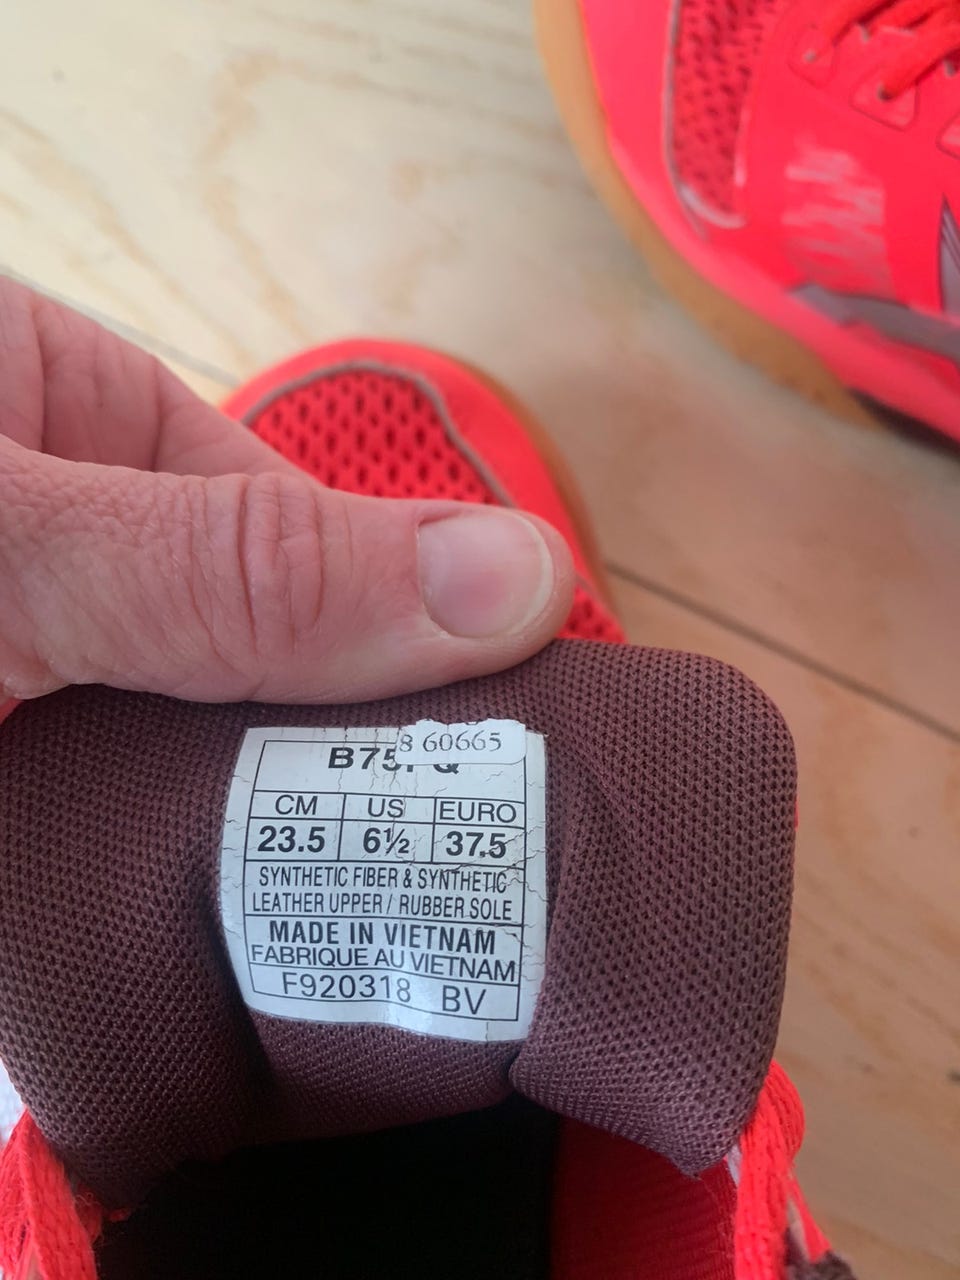 8 60665
CM US EURO
23.5 6½ 37.5
SYNTHETIC FIBER & SYNTHETIC
LEATHER UPPER / RUBBER SOLE
MADE IN VIETNAM
FABRIQUE AU VIETNAM
F920318 BV